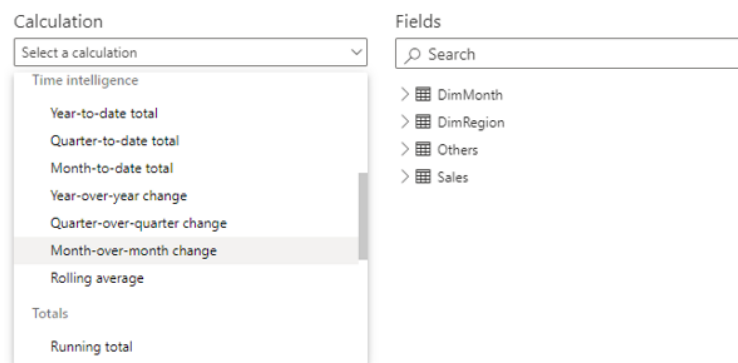 Calculation
Select a calculation
Time intelligence
Year-to-date total
Quarter-to-date total
Month-to-date total
Year-over-year change
Quarter-over-quarter change
Month-over-month change
Rolling average
Totals
Running total
Fields
Search
DimMonth
DimRegion
Others
Sales